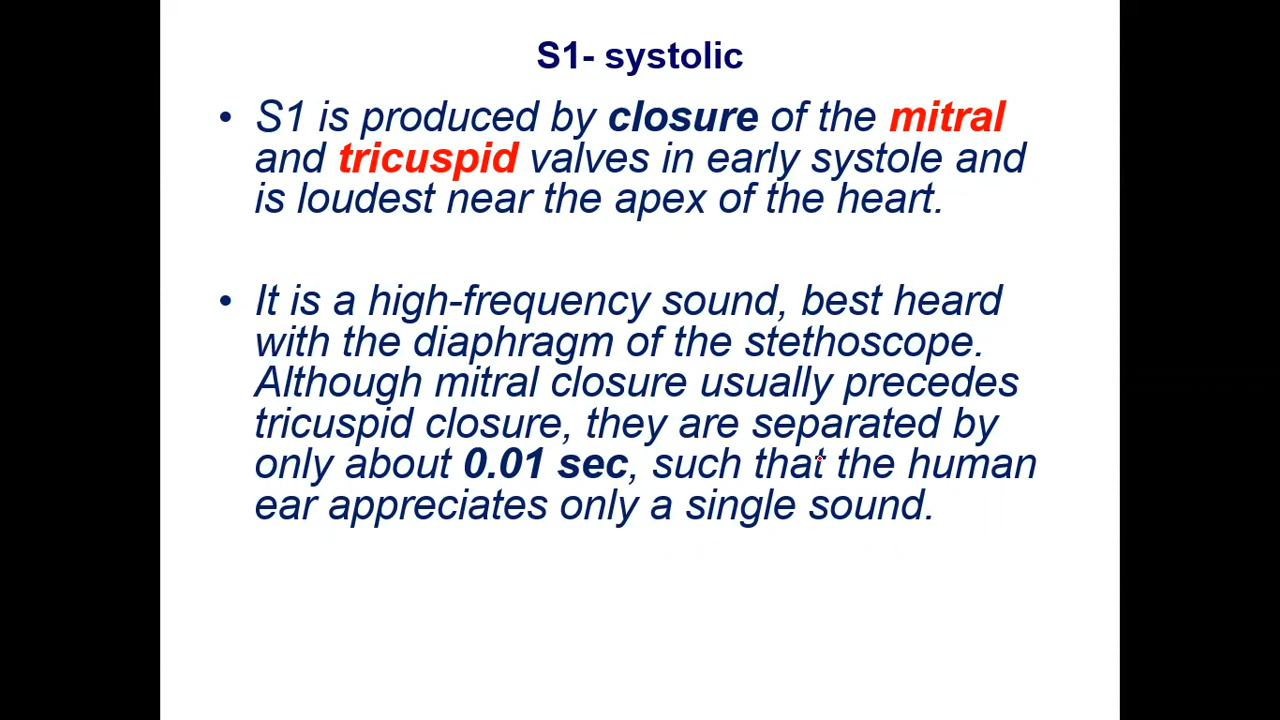 S1- systolic
• S1 is produced by closure of the mitral
and tricuspid valves in early systole and
is loudest near the apex of the heart.
• It is a high-frequency sound, best heard
with the diaphragm of the stethoscope.
Although mitral closure usually precedes
tricuspid closure, they are separated by
only about 0.01 sec, such that the human
ear appreciates only a single sound.